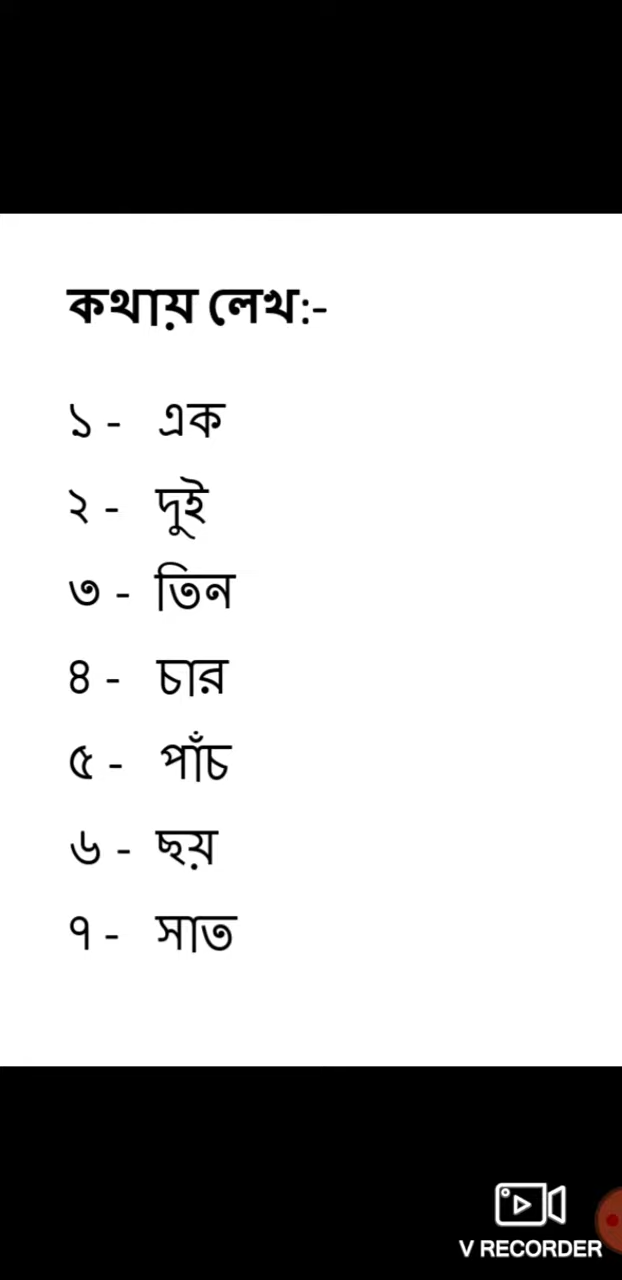 কথায় লেখ:-
১ - এক
২ - দুই
৩ - তিন
৪ - চার
৫ - পাঁচ
৬ - ছয়
৭ - সাত
V RECORDER